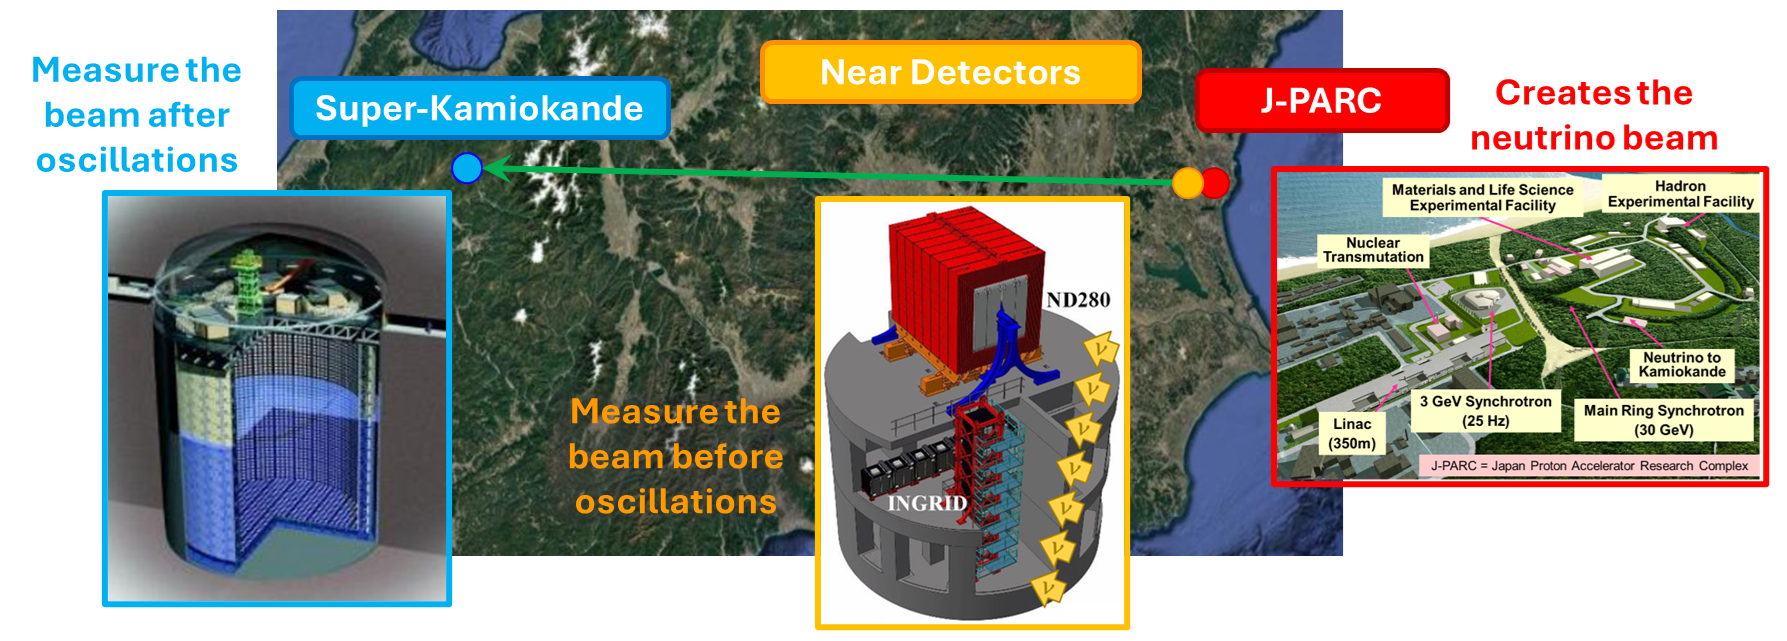 Measure the
beam after
oscillations
Super-Kamiokande
Near Detectors
J-PARC
Creates the
neutrino beam
Measure the
beam before
oscillations
ND280
INGRID
ν
ν
ν
ν
ν
ν
ν
Materials and Life Science
Experimental Facility
Hadron
Experimental Facility
Nuclear
Transmutation
Neutrino to
Kamiokande
3 GeV Synchrotron
(25 Hz)
Main Ring Synchrotron
(30 GeV)
Linac
(350m)
J-PARC = Japan Proton Accelerator Research Complex